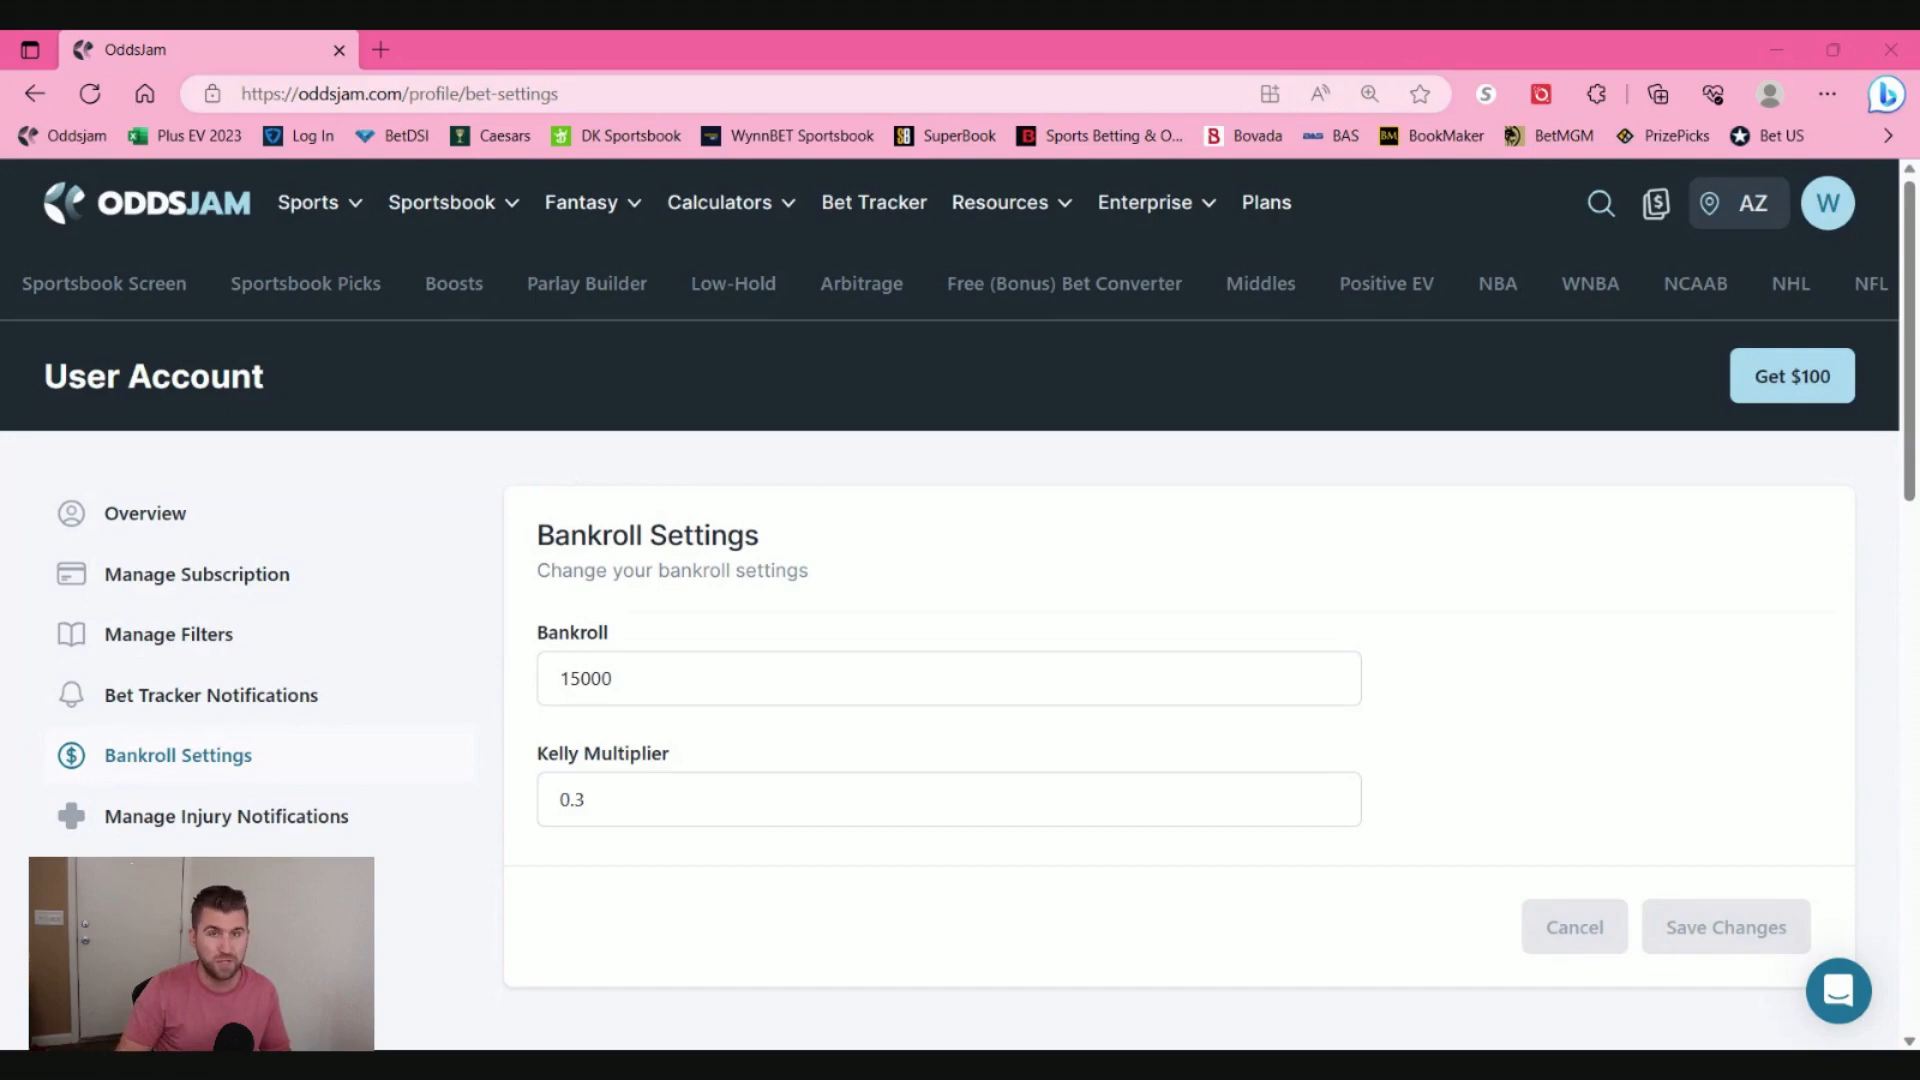 OddsJam
https://oddsjam.com/profile/bet-settings
Oddsjam Plus EV 2023 Log In BetDSI Caesars DK Sportsbook WynnBET Sportsbook SuperBook Sports Betting & O... Bovada BAS BookMaker BetMGM PrizePicks Bet US
ODDSJAM Sports Sportsbook Fantasy Calculators Bet Tracker Resources Enterprise Plans AZ W
Sportsbook Screen Sportsbook Picks Boosts Parlay Builder Low-Hold Arbitrage Free (Bonus) Bet Converter Middles Positive EV NBA WNBA NCAAB NHL NFL
User Account
Get $100
Overview
Manage Subscription
Manage Filters
Bet Tracker Notifications
Bankroll Settings
Manage Injury Notifications
Bankroll Settings
Change your bankroll settings
Bankroll
15000
Kelly Multiplier
0.3
Cancel Save Changes